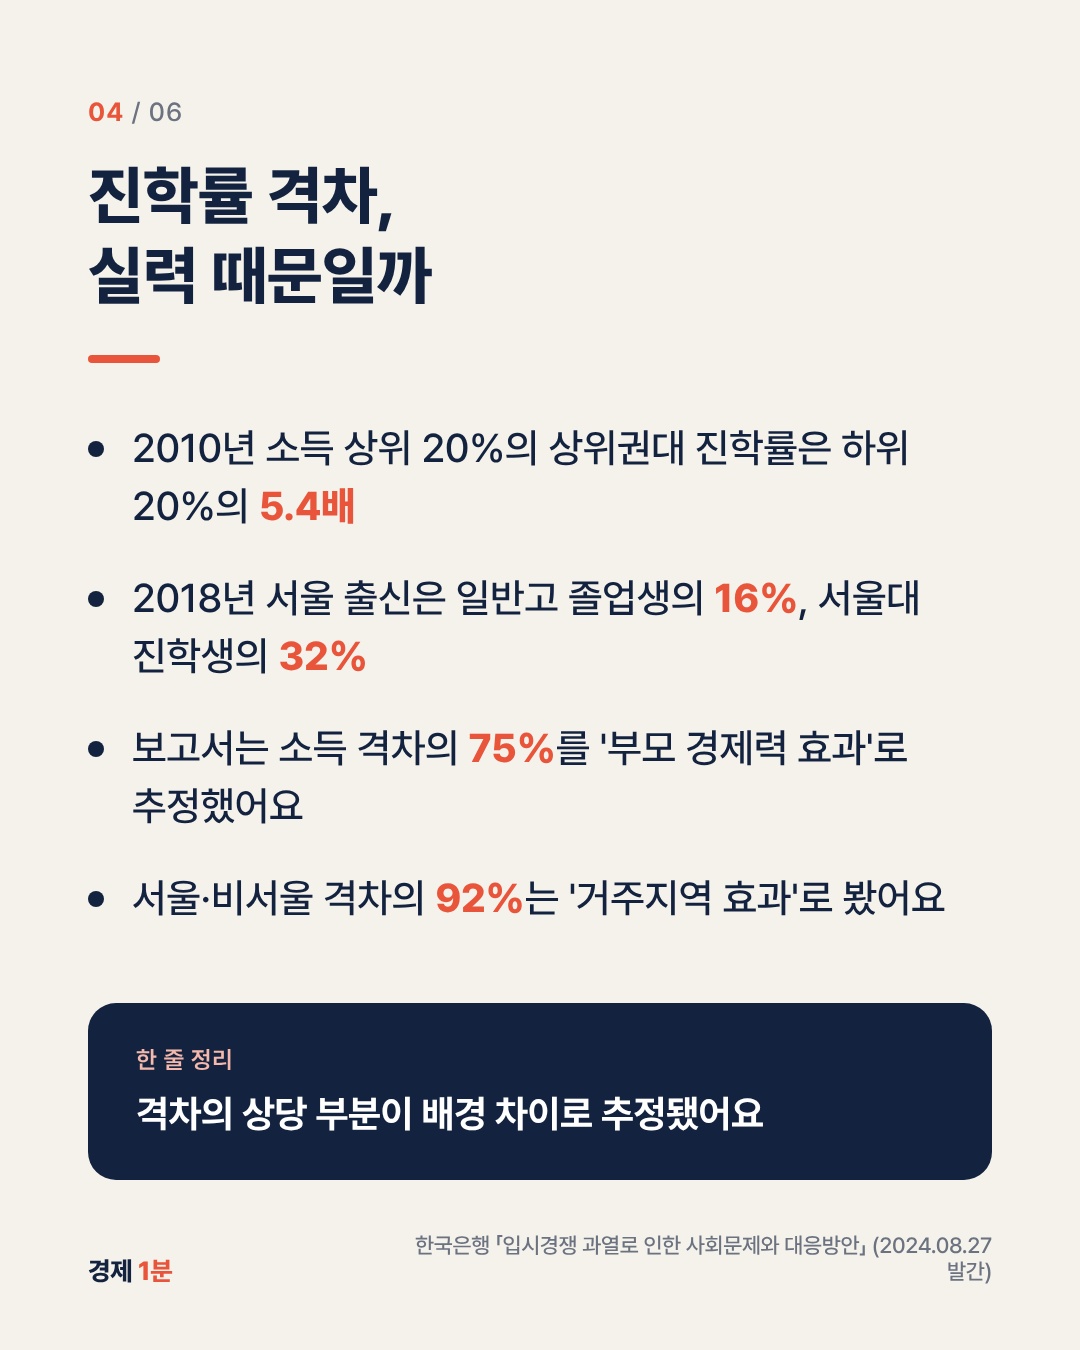 04 / 06
진학률 격차,
실력 때문일까
2010년 소득 상위 20%의 상위권대 진학률은 하위
20%의 5.4배
2018년 서울 출신은 일반고 졸업생의 16%, 서울대
진학생의 32%
보고서는 소득 격차의 75%를 '부모 경제력 효과'로
추정했어요
서울·비서울 격차의 92%는 '거주지역 효과'로 봤어요
한 줄 정리
격차의 상당 부분이 배경 차이로 추정됐어요
경제 1분
한국은행 「입시경쟁 과열로 인한 사회문제와 대응방안」 (2024.08.27
발간)